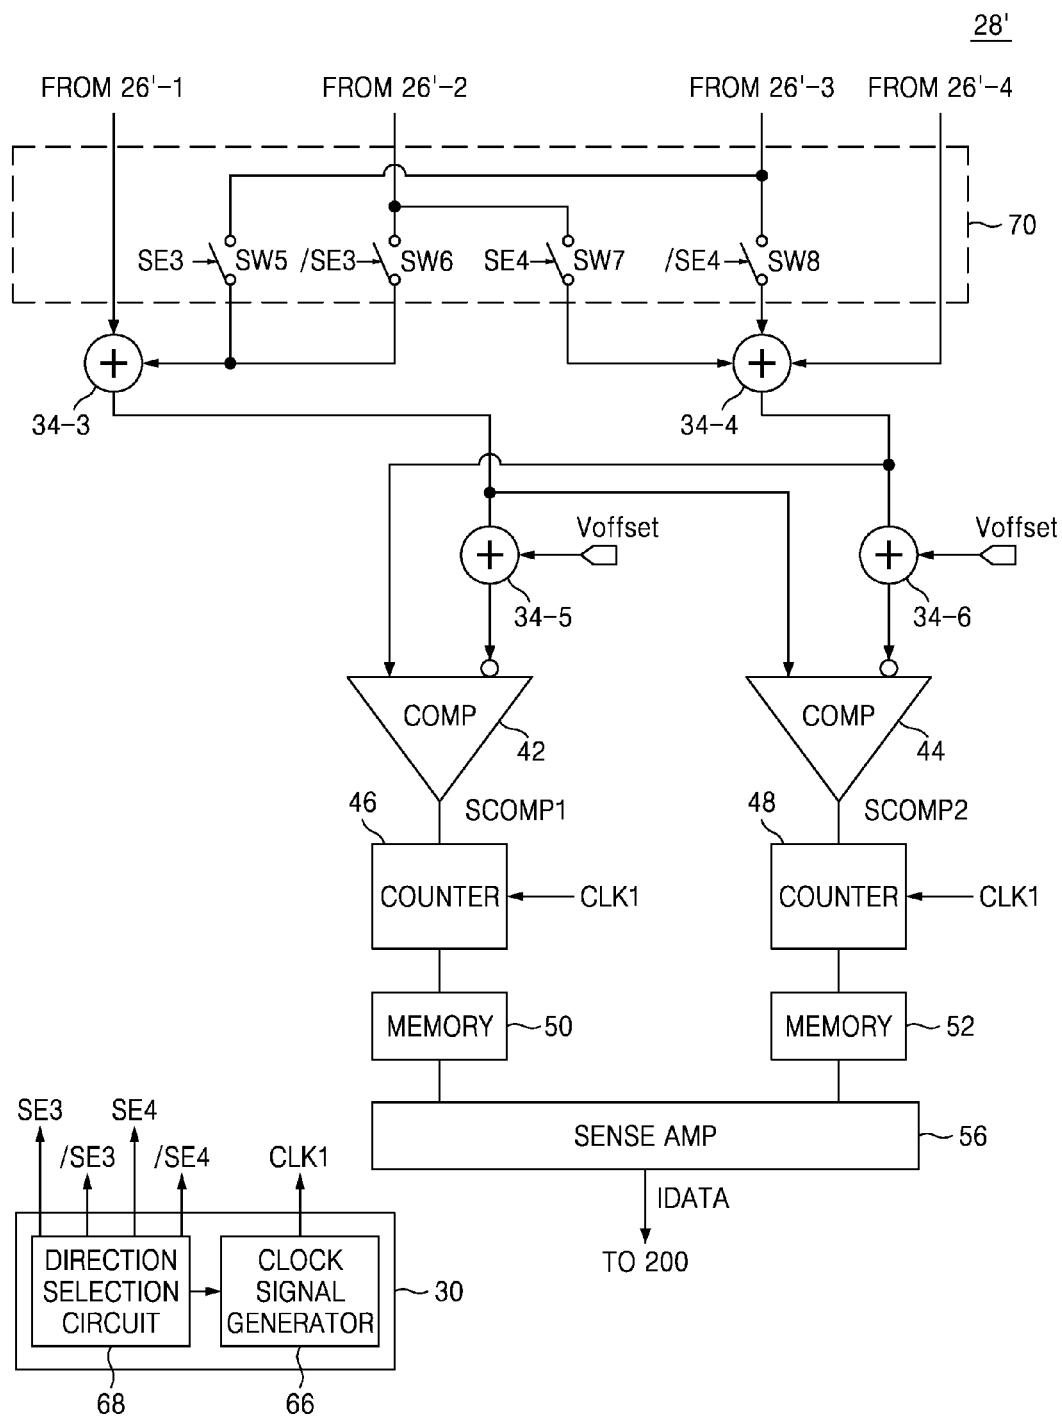 28'
FROM 26'-1 FROM 26'-2 FROM 26'-3 FROM 26'-4
70
SE3 SW5 /SE3 SW6 SE4 SW7 /SE4 SW8
34-3 34-4
Voffset Voffset
34-5 34-6
COMP COMP
42 44
46 SCOMP1 48 SCOMP2
COUNTER CLK1 COUNTER CLK1
MEMORY 50 MEMORY 52
SENSE AMP 56
IDATA
TO 200
SE3 SE4
/SE3 /SE4 CLK1
DIRECTION
SELECTION
CIRCUIT
CLOCK
SIGNAL
GENERATOR
30
68 66